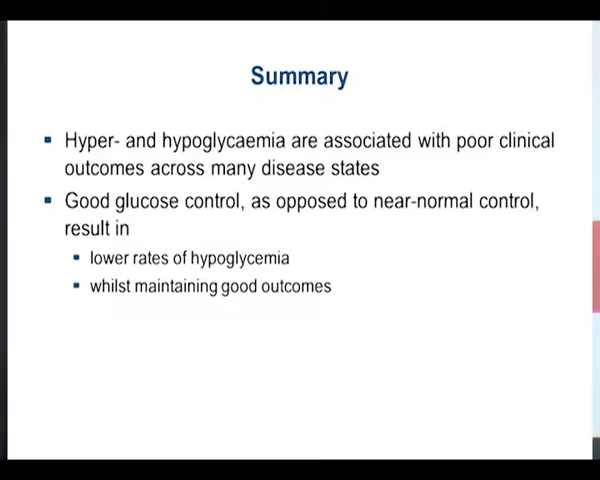 Summary
Hyper- and hypoglycaemia are associated with poor clinical
outcomes across many disease states
Good glucose control, as opposed to near-normal control,
result in
lower rates of hypoglycemia
whilst maintaining good outcomes